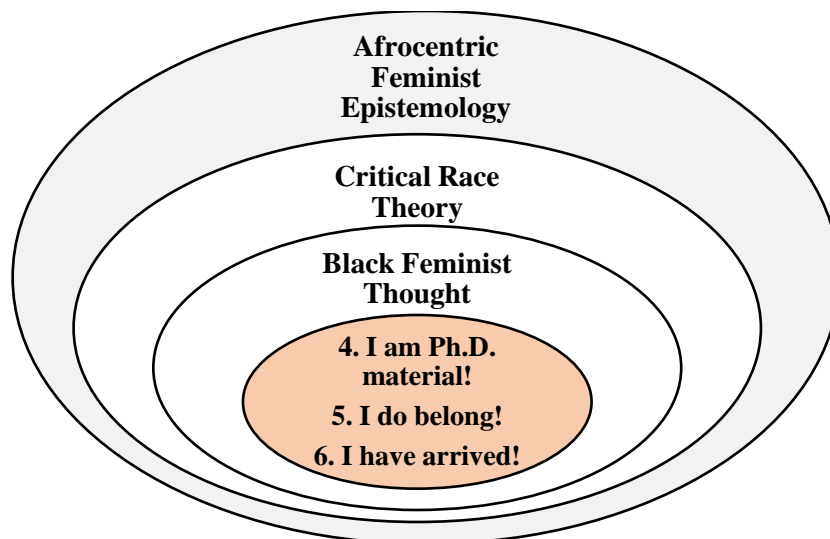 Afrocentric
Feminist
Epistemology
Critical Race
Theory
Black Feminist
Thought
4. I am Ph.D.
material!
5. I do belong!
6. I have arrived!